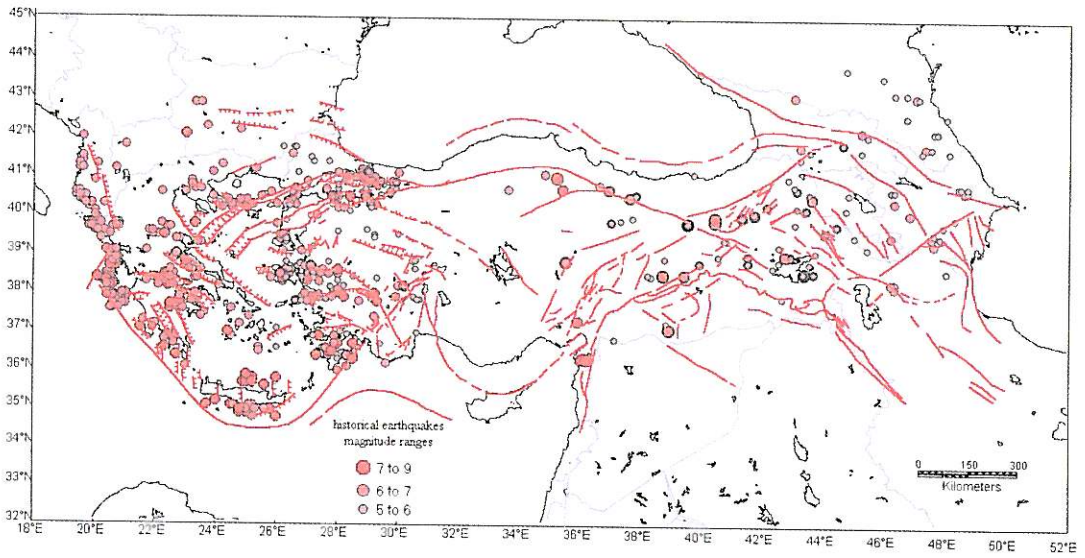 45°N
44°N
43°N
42°N
41°N
40°N
39°N
38°N
37°N
36°N
35°N
34°N
33°N
32°N
historical earthquakes
magnitude ranges
7 to 9
6 to 7
5 to 6
0 150 300
Kilometers
18°E 20°E 22°E 24°E 26°E 28°E 30°E 32°E 34°E 36°E 38°E 40°E 42°E 44°E 46°E 48°E 50°E 52°E